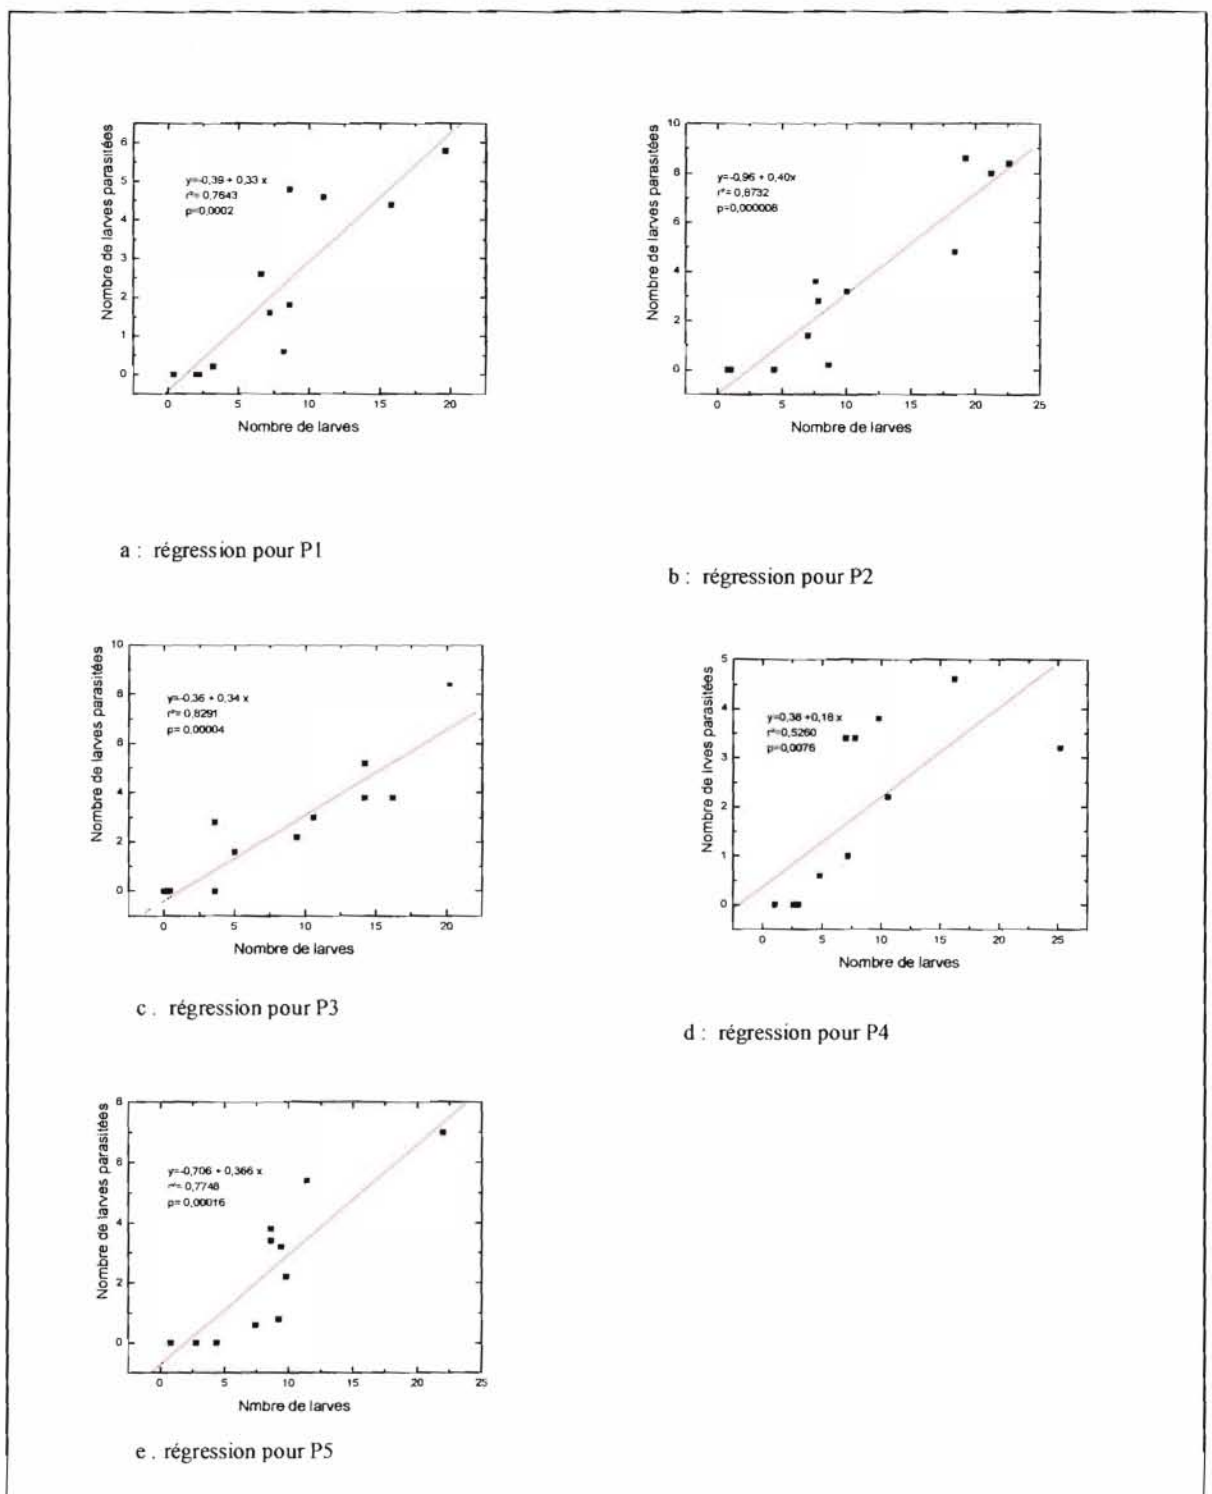 Nombre de larves parasitées
6
5
4
3
2
1
0
y=-0,39 + 0,33 x
r²= 0,7643
p=0,0002
0 5 10 15 20
Nombre de larves
a : régression pour P1
Nombre de larves parasitées
10
8
6
4
2
0
y=-0,96 + 0,40x
r²= 0,8732
p=0,000008
0 5 10 15 20 25
Nombre de larves
b : régression pour P2
Nombre de larves parasitées
10
8
6
4
2
0
y=-0,36 + 0,34 x
r²= 0,8291
p= 0,00004
0 5 10 15 20
Nombre de larves
c . régression pour P3
Nombre de lrves parasitées
5
4
3
2
1
0
y=0,38 +0,18 x
r²=0,5260
p=0,0076
0 5 10 15 20 25
Nombre de larves
d : régression pour P4
Nombre de larves parasitées
8
6
4
2
0
y=-0,706 + 0,366 x
r²= 0,7748
p= 0,00016
0 5 10 15 20 25
Nmbre de larves
e . régression pour P5